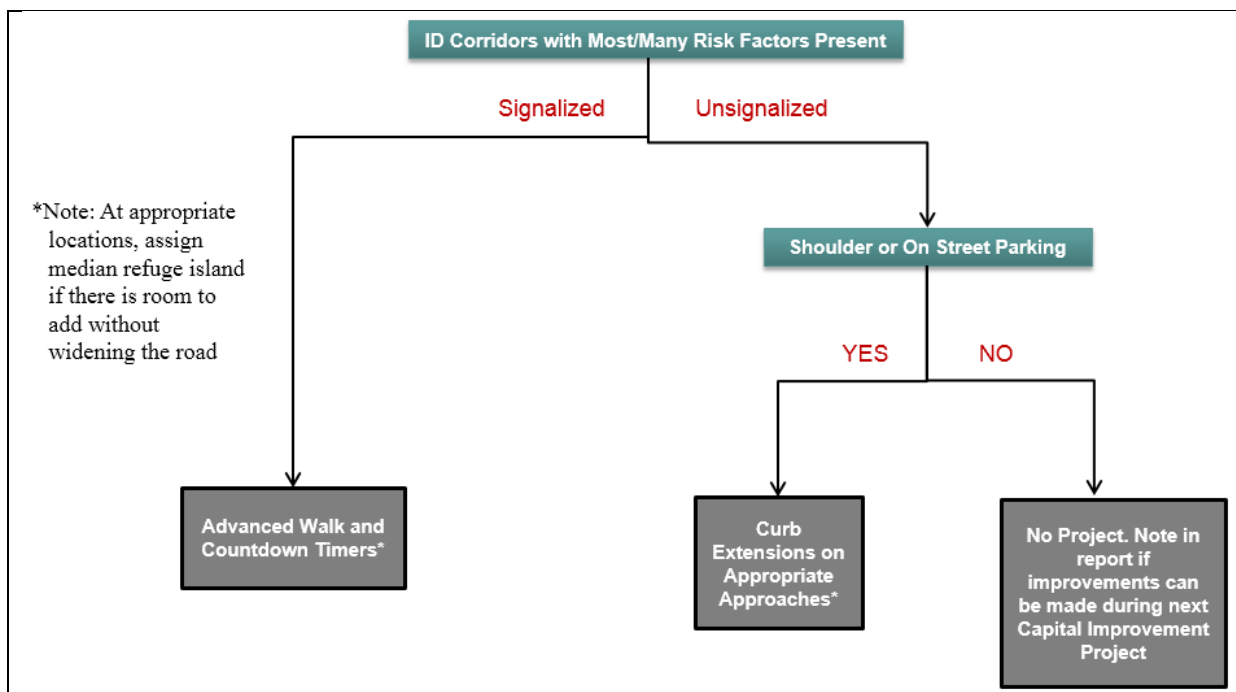 ID Corridors with Most/Many Risk Factors Present
Signalized
Unsignalized
*Note: At appropriate
locations, assign
median refuge island
if there is room to
add without
widening the road
Shoulder or On Street Parking
YES
NO
Advanced Walk and
Countdown Timers*
Curb
Extensions on
Appropriate
Approaches*
No Project. Note in
report if
improvements can
be made during next
Capital Improvement
Project